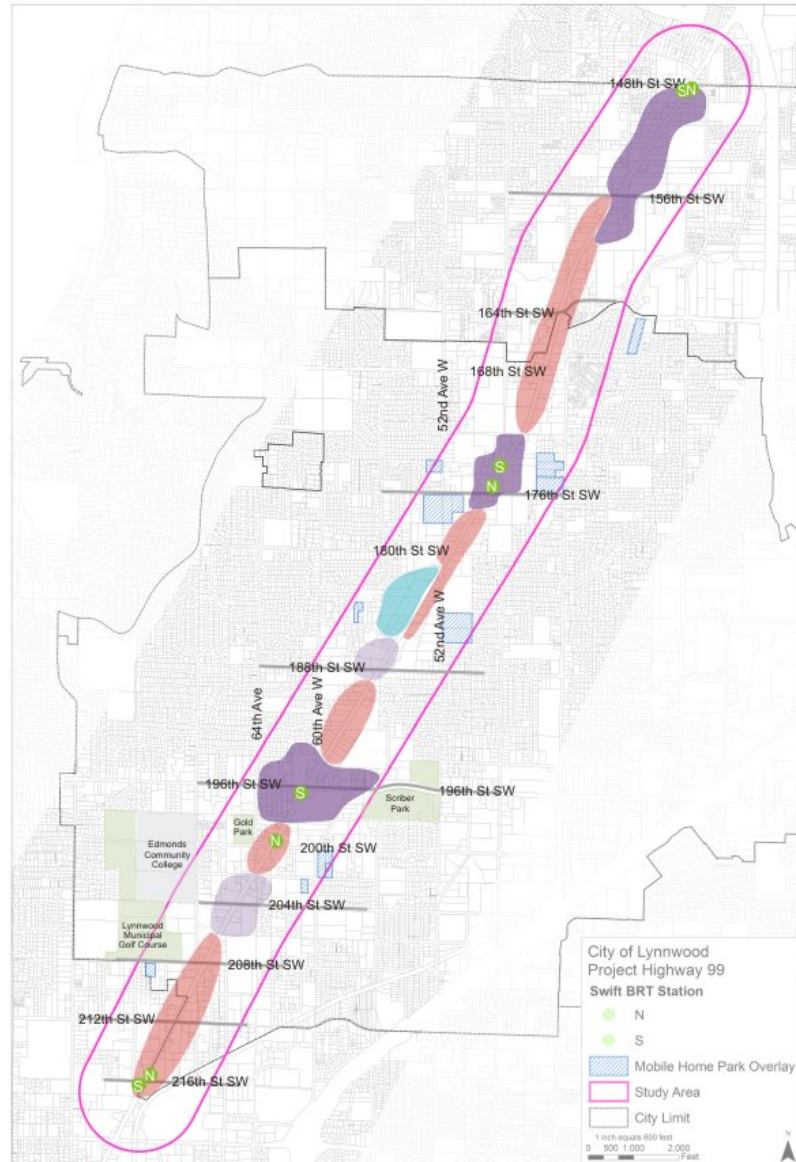 148th St SW
S
N
156th St SW
164th St SW
168th St SW
52nd Ave W
S
N
176th St SW
180th St SW
52nd Ave W
188th St SW
64th Ave
60th Ave W
196th St SW
S
196th St SW
Scriber
Park
Gold
Park
N
200th St SW
Edmonds
Community
College
204th St SW
Lynnwood
Municipal
Golf Course
208th St SW
212th St SW
S
N
216th St SW
City of Lynnwood
Project Highway 99
Swift BRT Station
N N
S S
Mobile Home Park Overlay
Study Area
City Limit
1 inch equals 600 feet
0 500 1,000 2,000
Feet
N